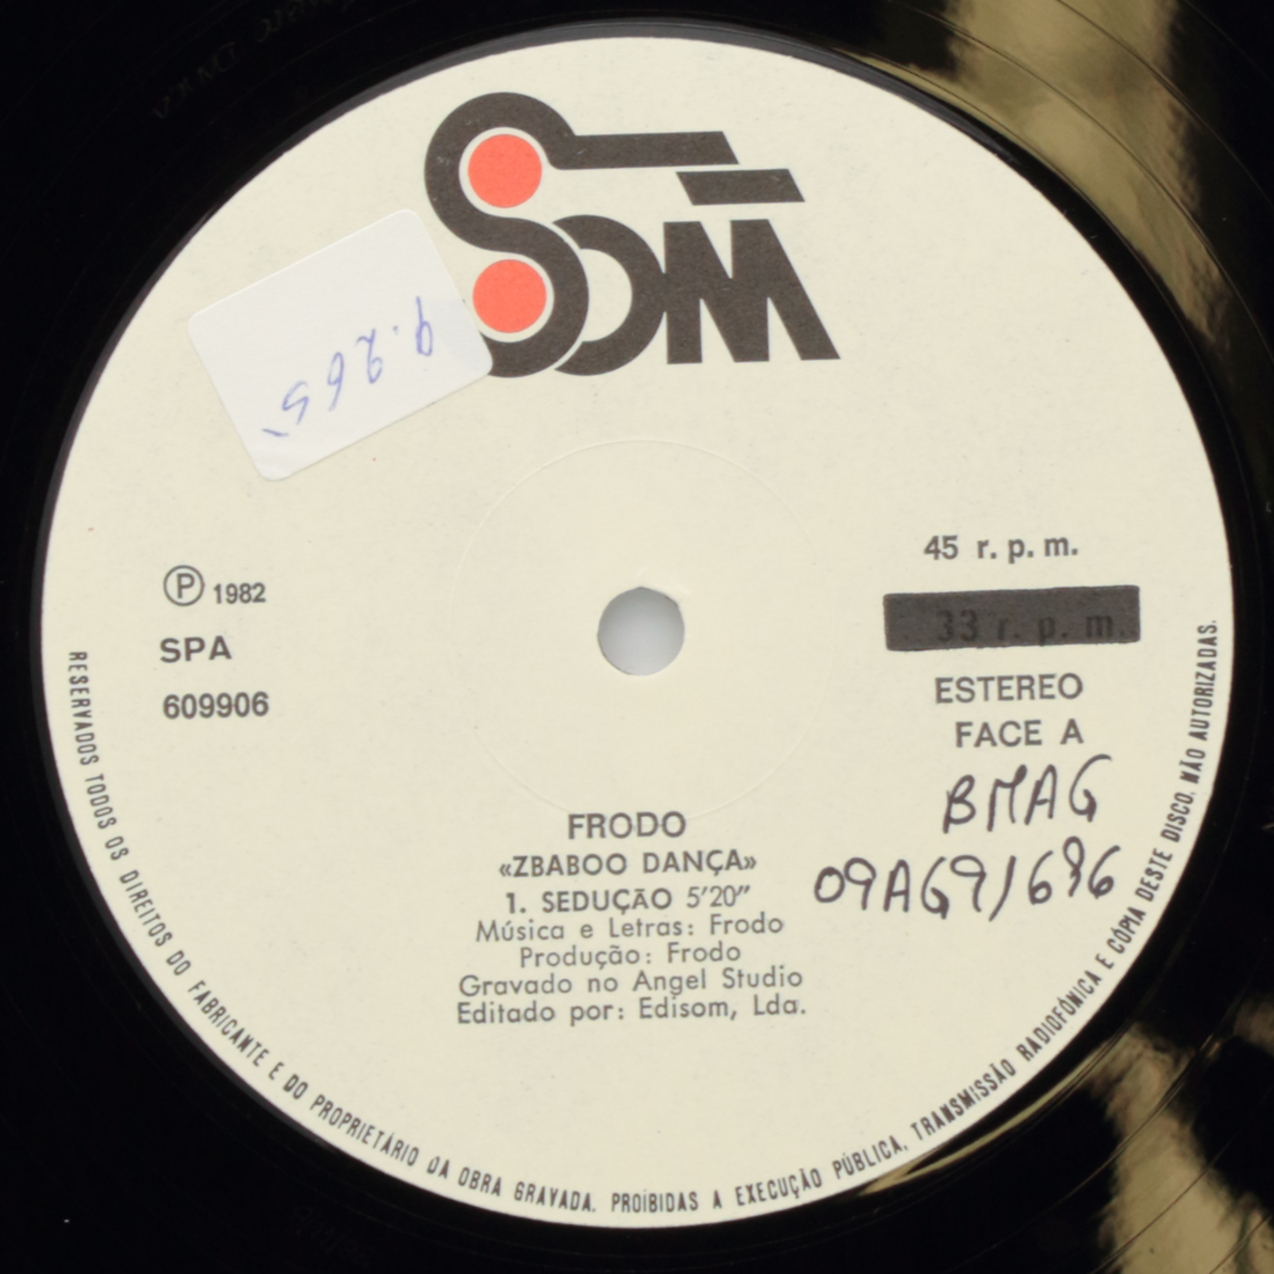 SOM
9.265
℗ 1982
SPA
609906
45 r.p.m.
33 r.p.m.
ESTEREO
FACE A
BMAG
09AG9/696
FRODO
«ZBABOO DANÇA»
1. SEDUÇÃO 5'20"
Música e Letras: Frodo
Produção: Frodo
Gravado no Angel Studio
Editado por: Edisom, Lda.
RESERVADOS TODOS OS DIREITOS DO FABRICANTE E DO PROPRIETÁRIO DA OBRA GRAVADA. PROÍBIDAS A EXECUÇÃO PÚBLICA, TRANSMISSÃO RADIOFÓNICA E CÓPIA DESTE DISCO. NÃO AUTORIZADAS.